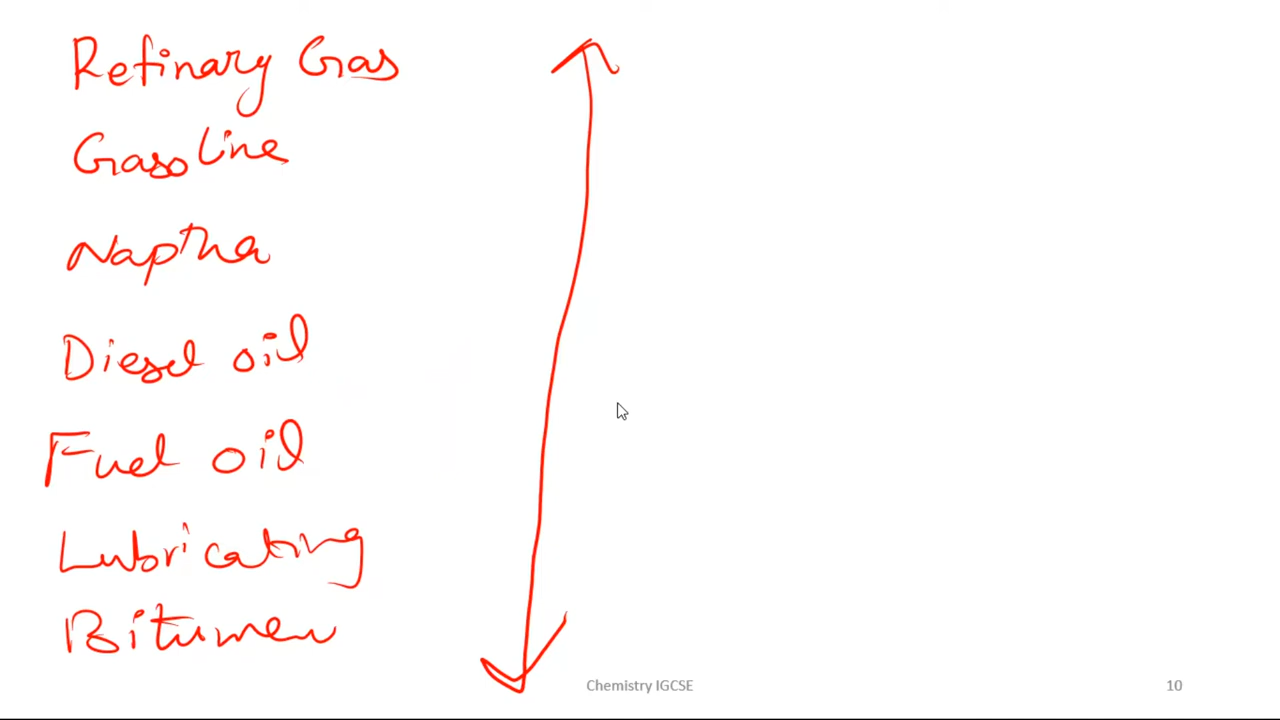 Refinary Gas
Gasoline
Naptha
Diesel oil
Fuel oil
Lubricating
Bitumen
Chemistry IGCSE
10